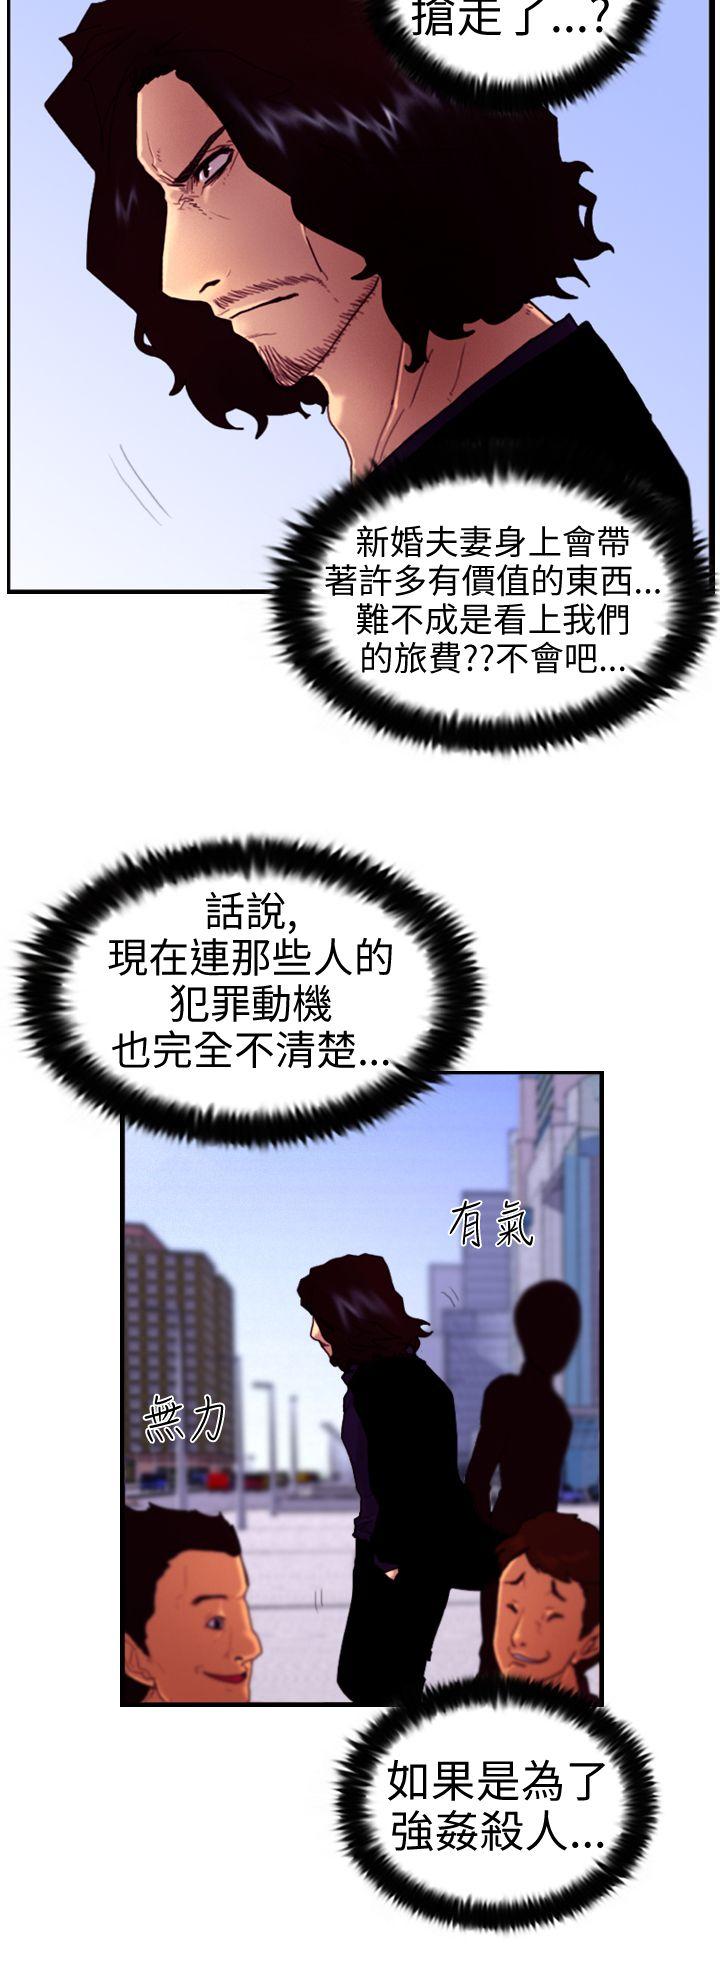 搶走了...?
新婚夫妻身上會帶
著許多有價值的東西...
難不成是看上我們
的旅費??不會吧...
話說,
現在連那些人的
犯罪動機
也完全不清楚...
有氣
無力
如果是為了
強姦殺人...